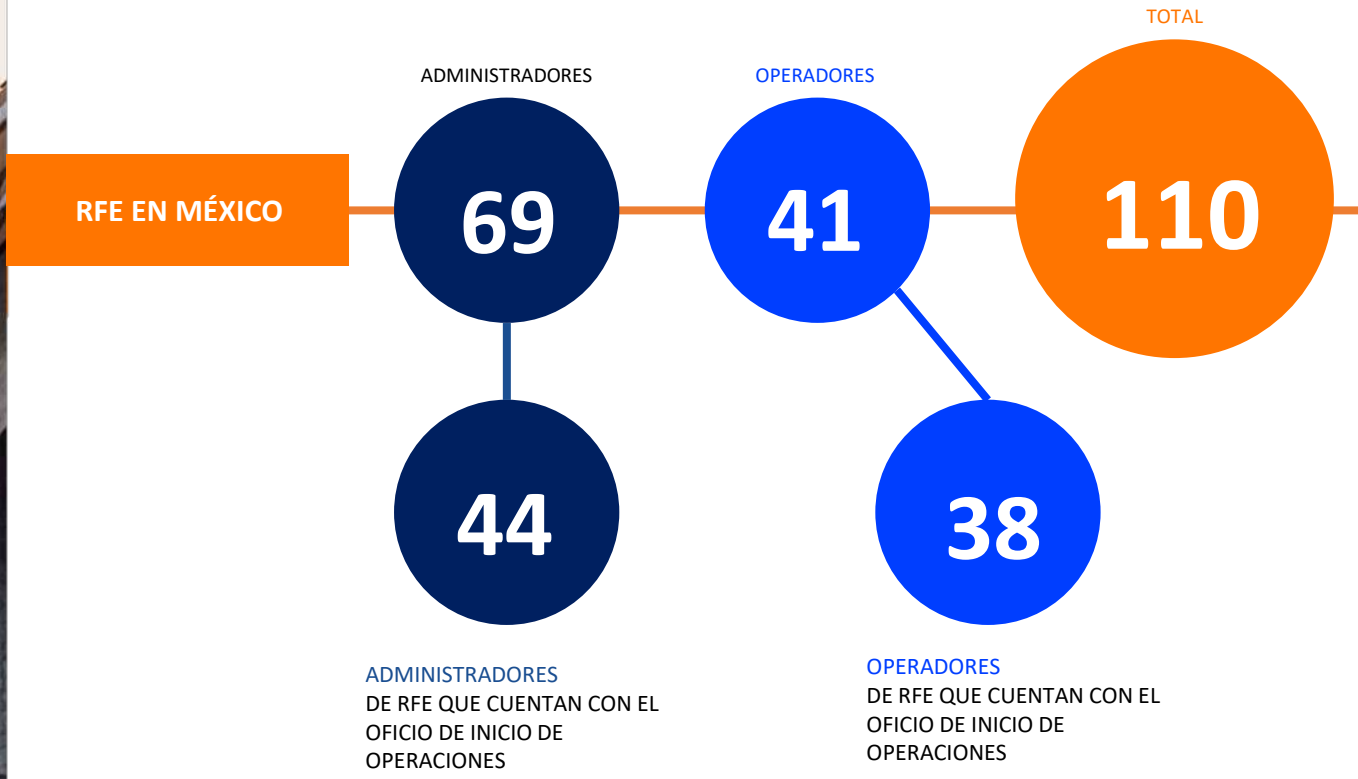 TOTAL
ADMINISTRADORES
OPERADORES
RFE EN MÉXICO
69
41
110
44
38
ADMINISTRADORES
DE RFE QUE CUENTAN CON EL
OFICIO DE INICIO DE
OPERACIONES
OPERADORES
DE RFE QUE CUENTAN CON EL
OFICIO DE INICIO DE
OPERACIONES